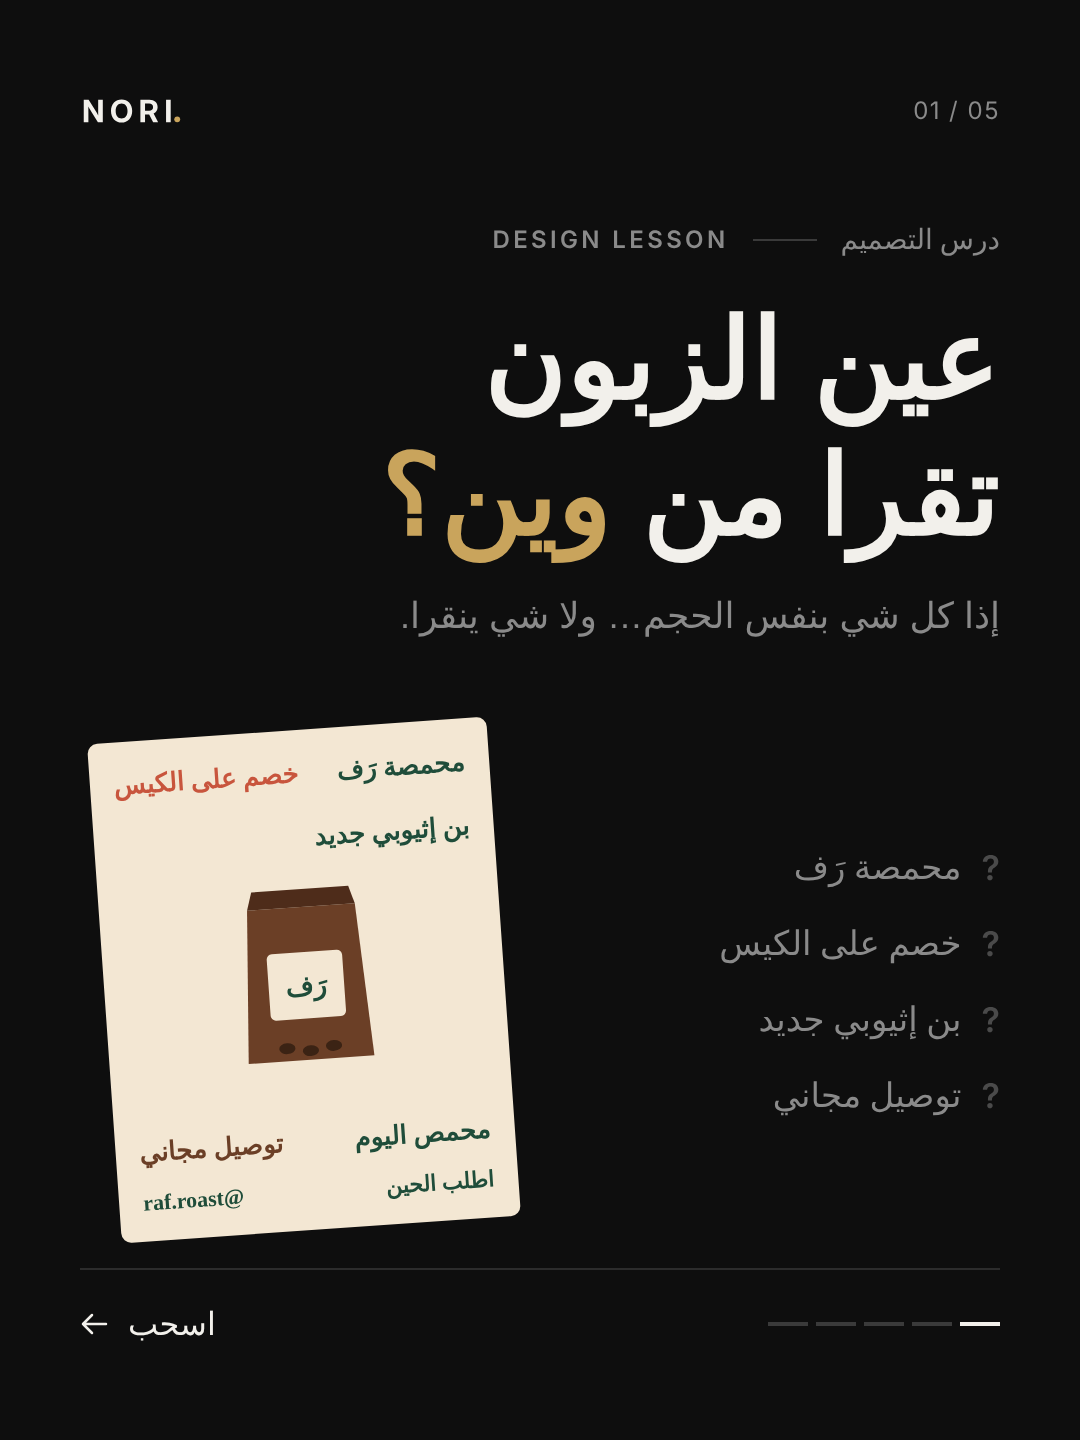 NORI.
01 / 05
درس التصميم — DESIGN LESSON
عين الزبون
تقرا من وين؟
إذا كل شي بنفس الحجم... ولا شي ينقرا.
محمصة رَف
خصم على الكيس
بن إثيوبي جديد
رَف
محمص اليوم
توصيل مجاني
اطلب الحين
raf.roast@
? محمصة رَف
? خصم على الكيس
? بن إثيوبي جديد
? توصيل مجاني
اسحب ←